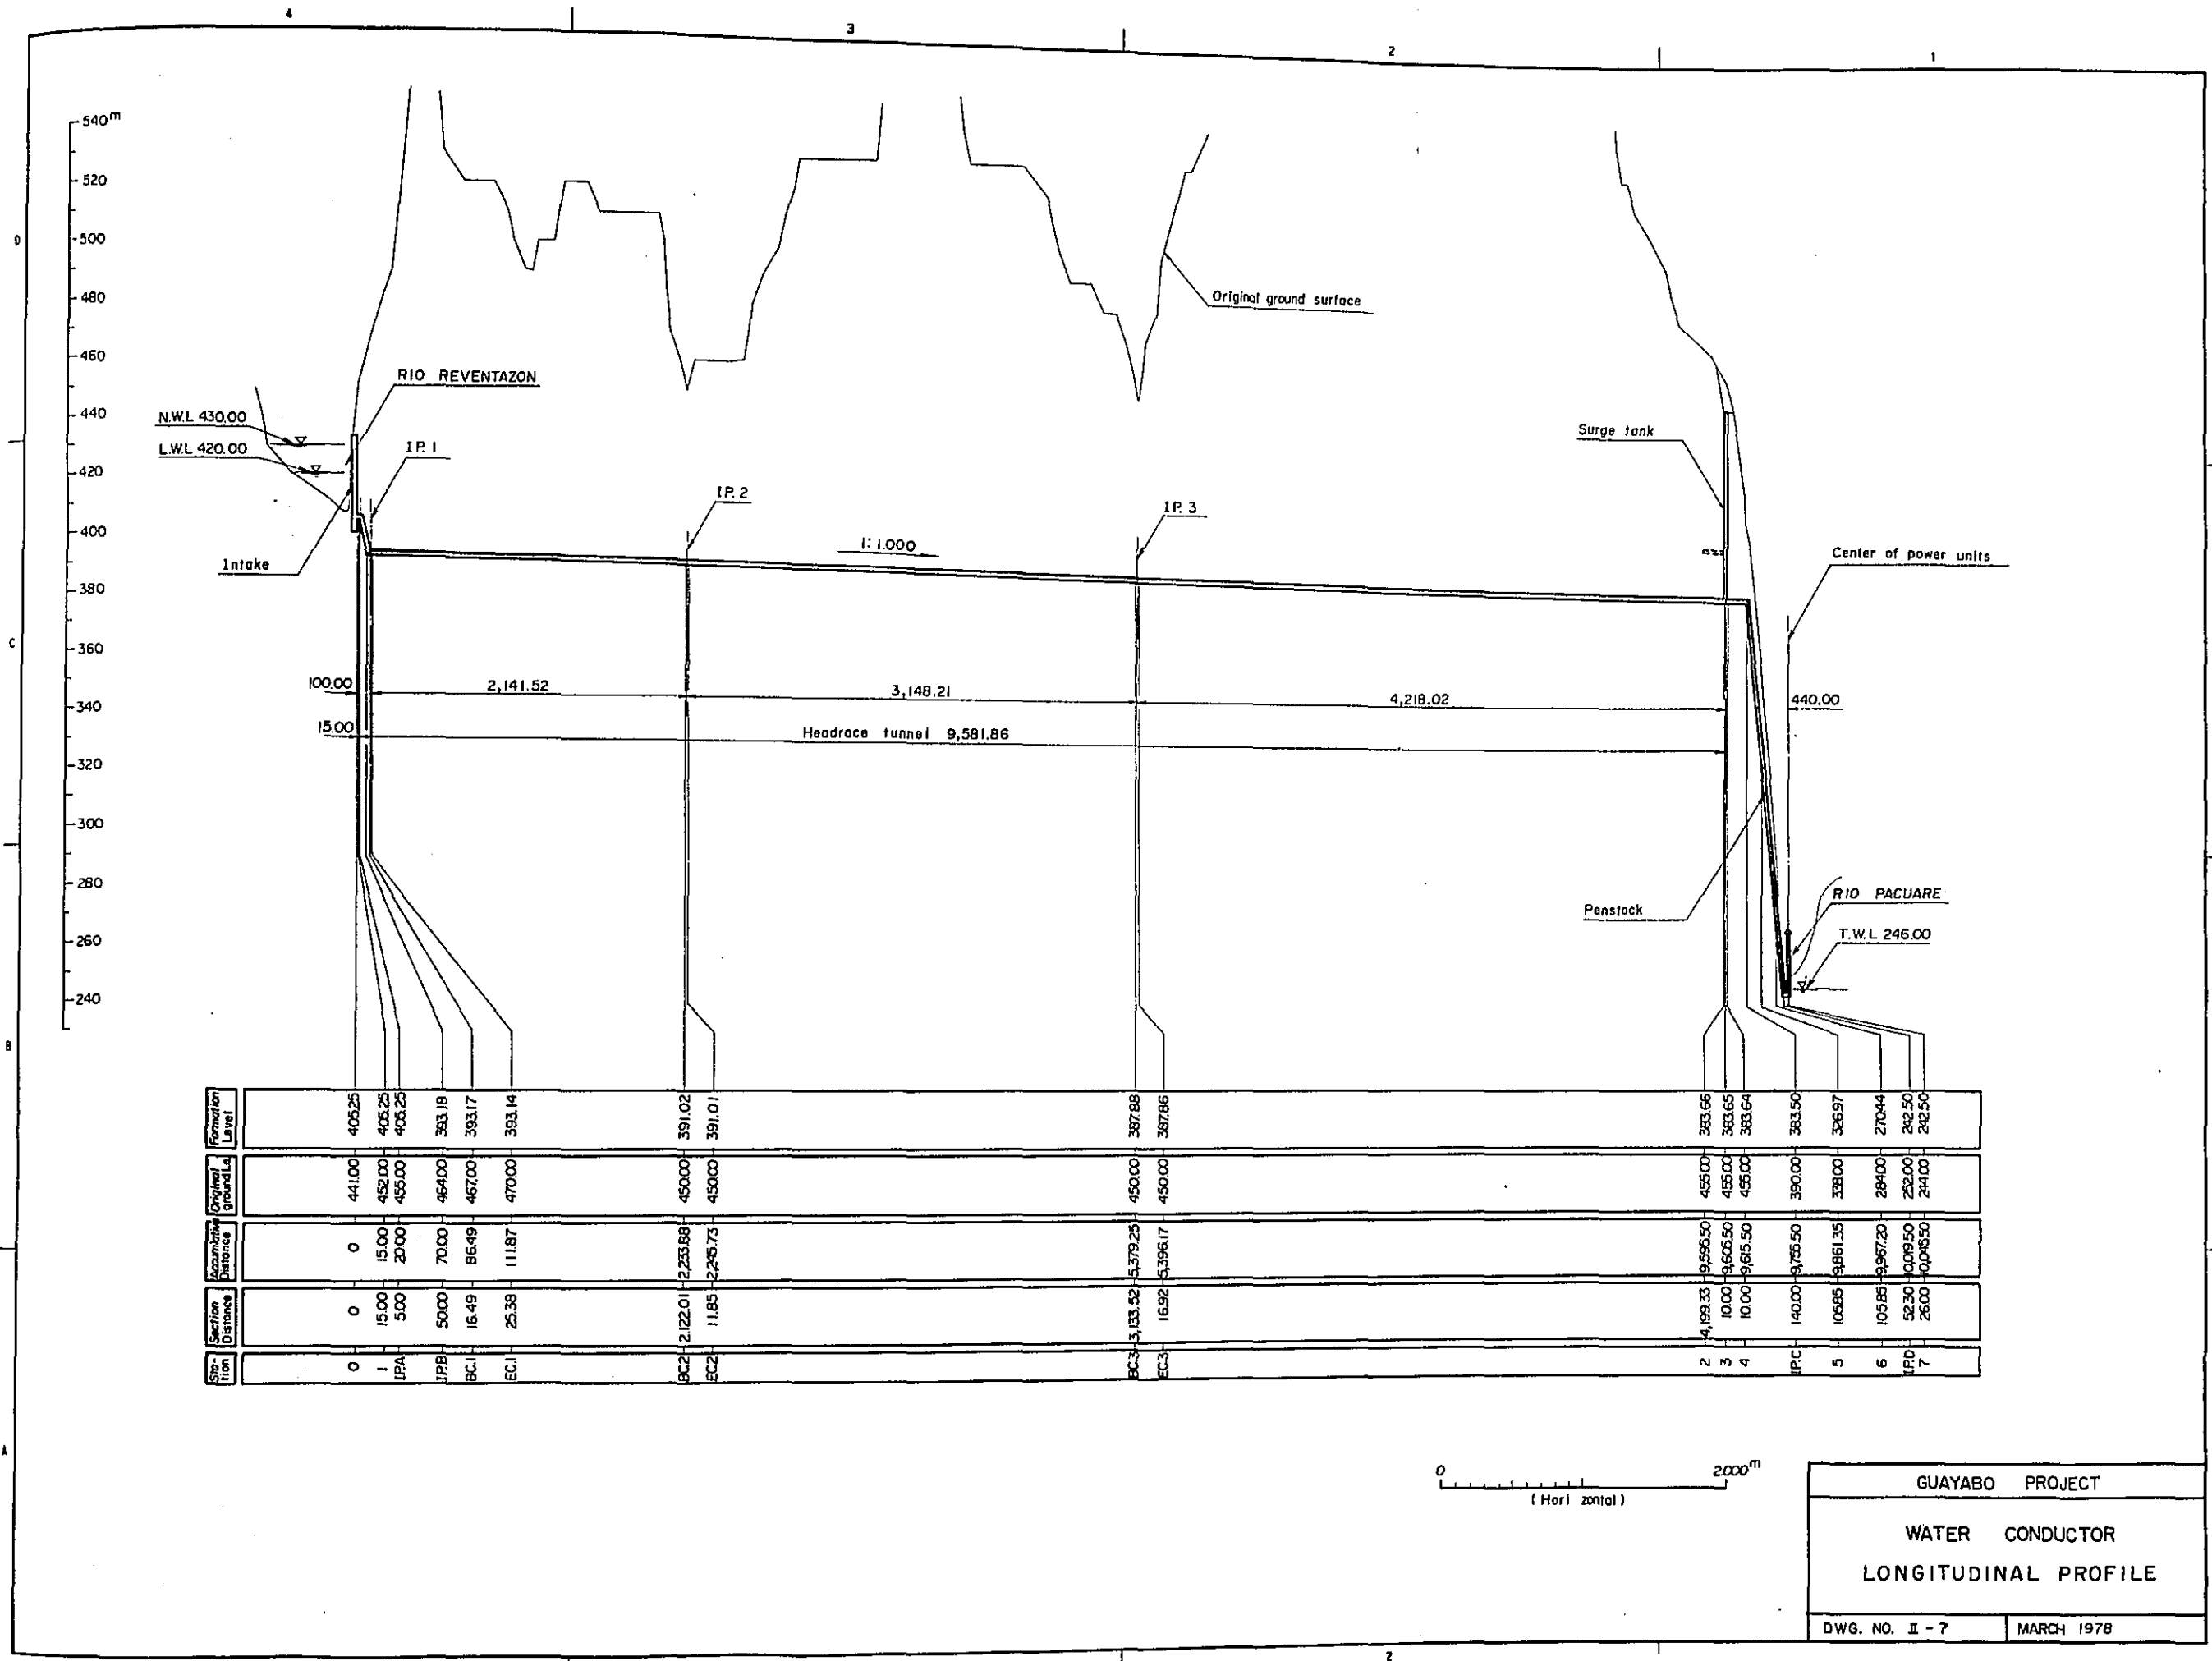 4
3
2
1
540m
520
500
480
460
440
420
400
380
360
340
320
300
280
260
240
D
C
B
A
RIO REVENTAZON
N.W.L 430.00
L.W.L 420.00
I.P. 1
Intake
I.P. 2
I.P. 3
1:1.000
Original ground surface
Surge tank
Center of power units
100.00
2,141.52
3,148.21
4,218.02
440.00
15.00
Headrace tunnel 9,581.86
Penstock
RIO PACUARE
T.W.L 246.00
Formation Level
405.25
405.25
405.25
393.18
393.17
393.14
391.02
391.01
387.88
387.86
383.66
383.65
383.64
383.50
326.97
270.44
242.50
242.50
Original ground Le.
441.00
452.00
455.00
464.00
467.00
470.00
450.00
450.00
450.00
450.00
455.00
455.00
455.00
390.00
338.00
284.00
252.00
244.00
Accumlative Distance
0
15.00
20.00
70.00
86.49
111.87
2,233.88
2,245.73
5,379.25
5,396.17
9,595.50
9,605.50
9,615.50
9,755.50
9,861.35
9,967.20
10,019.50
10,045.50
Section Distance
0
15.00
5.00
50.00
16.49
25.38
2,122.01
11.85
3,133.52
16.92
4,199.33
10.00
10.00
140.00
105.85
105.85
52.30
26.00
Sta-tion
0
1
I.P.A
I.P.B
BC.1
EC.1
BC.2
EC.2
BC.3
EC.3
2
3
4
I.P.C
5
6
I.P.D
7
0
2.000m
(Horizontal)
GUAYABO PROJECT
WATER CONDUCTOR
LONGITUDINAL PROFILE
DWG. NO. II - 7
MARCH 1978
2